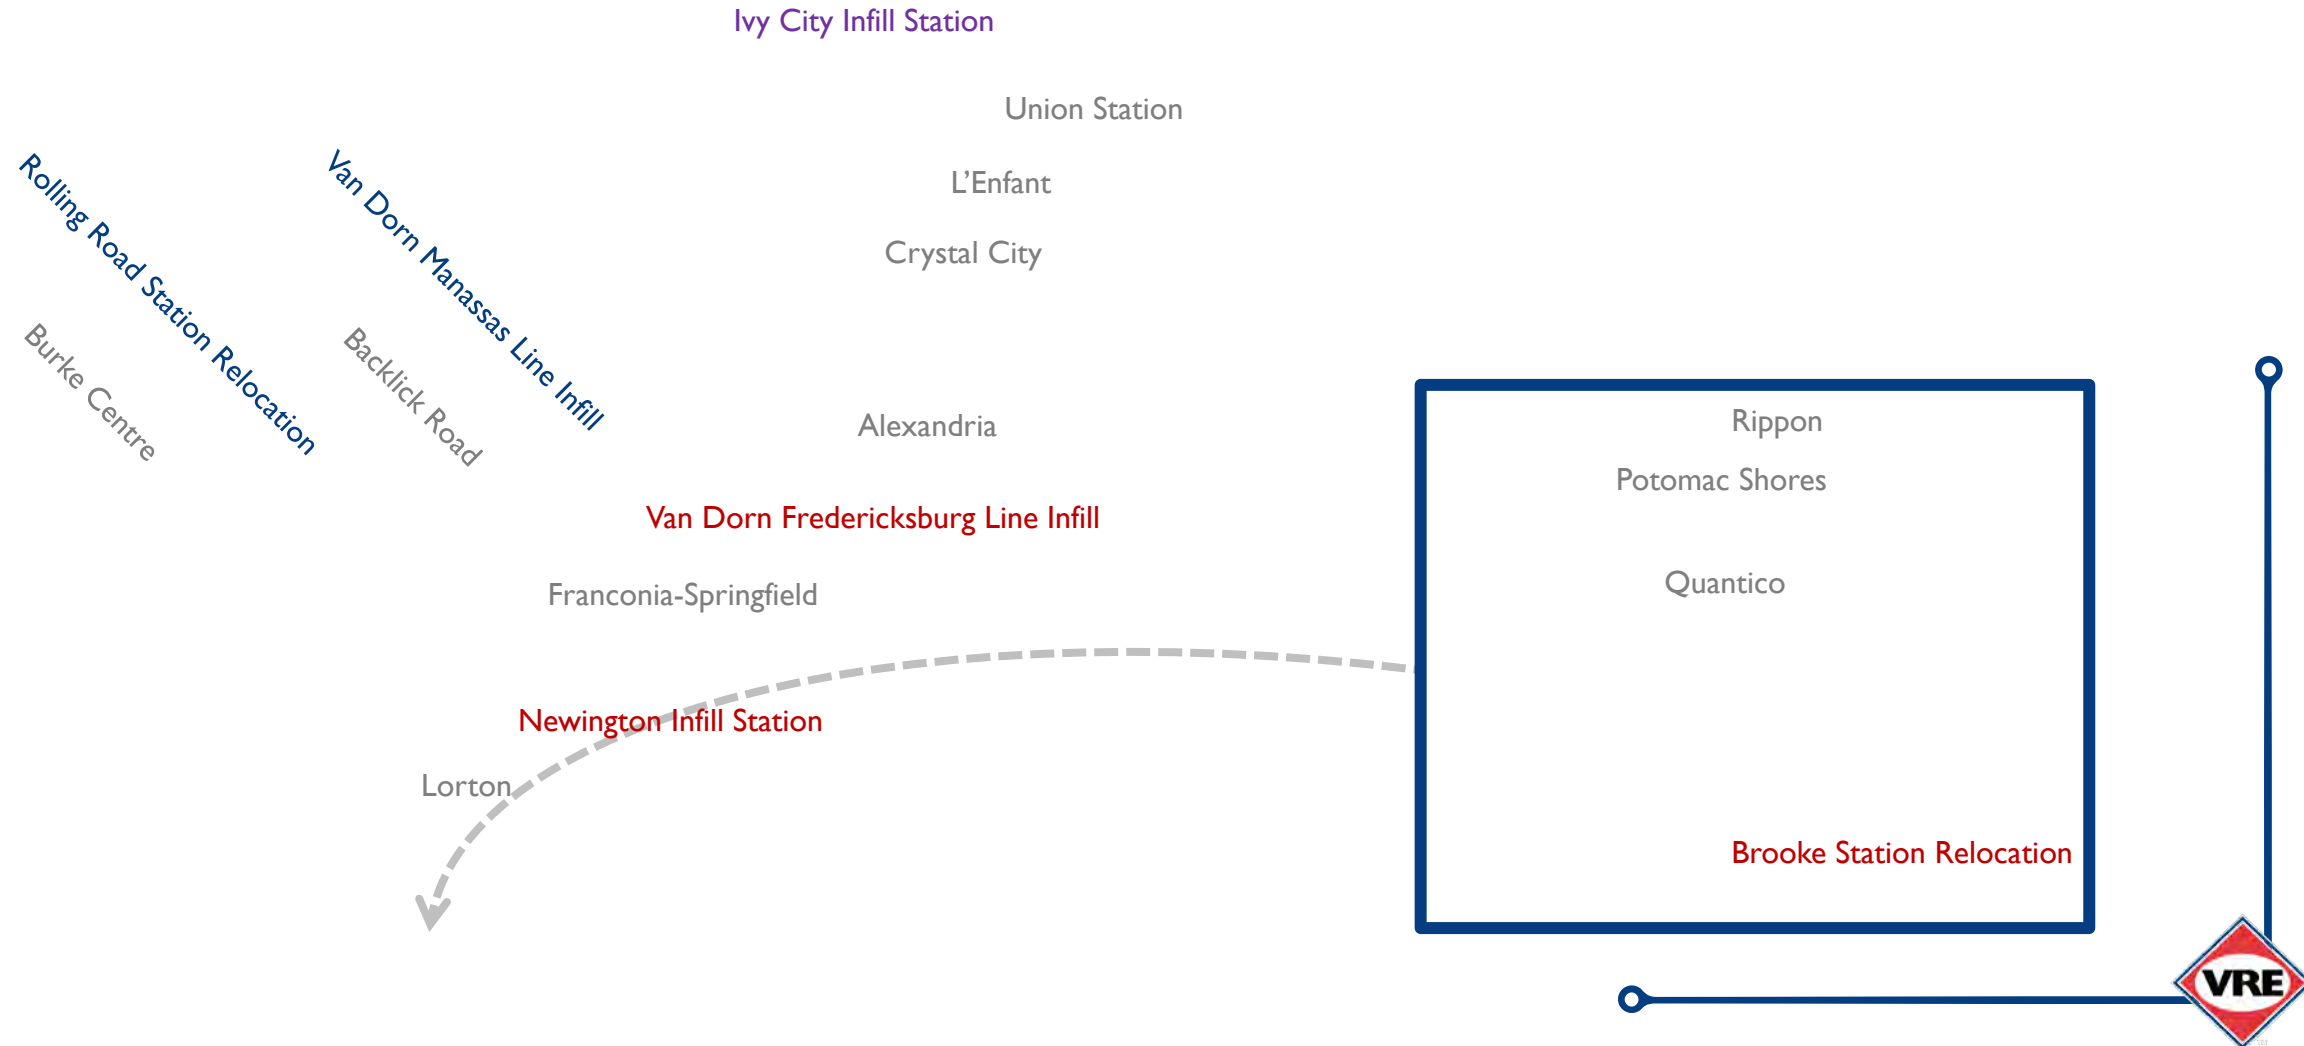 Ivy City Infill Station
Union Station
L'Enfant
Crystal City
Rolling Road Station Relocation
Van Dorn Manassas Line Infill
Burke Centre
Backlick Road
Alexandria
Van Dorn Fredericksburg Line Infill
Franconia-Springfield
Newington Infill Station
Lorton
Rippon
Potomac Shores
Quantico
Brooke Station Relocation
VRE
TM